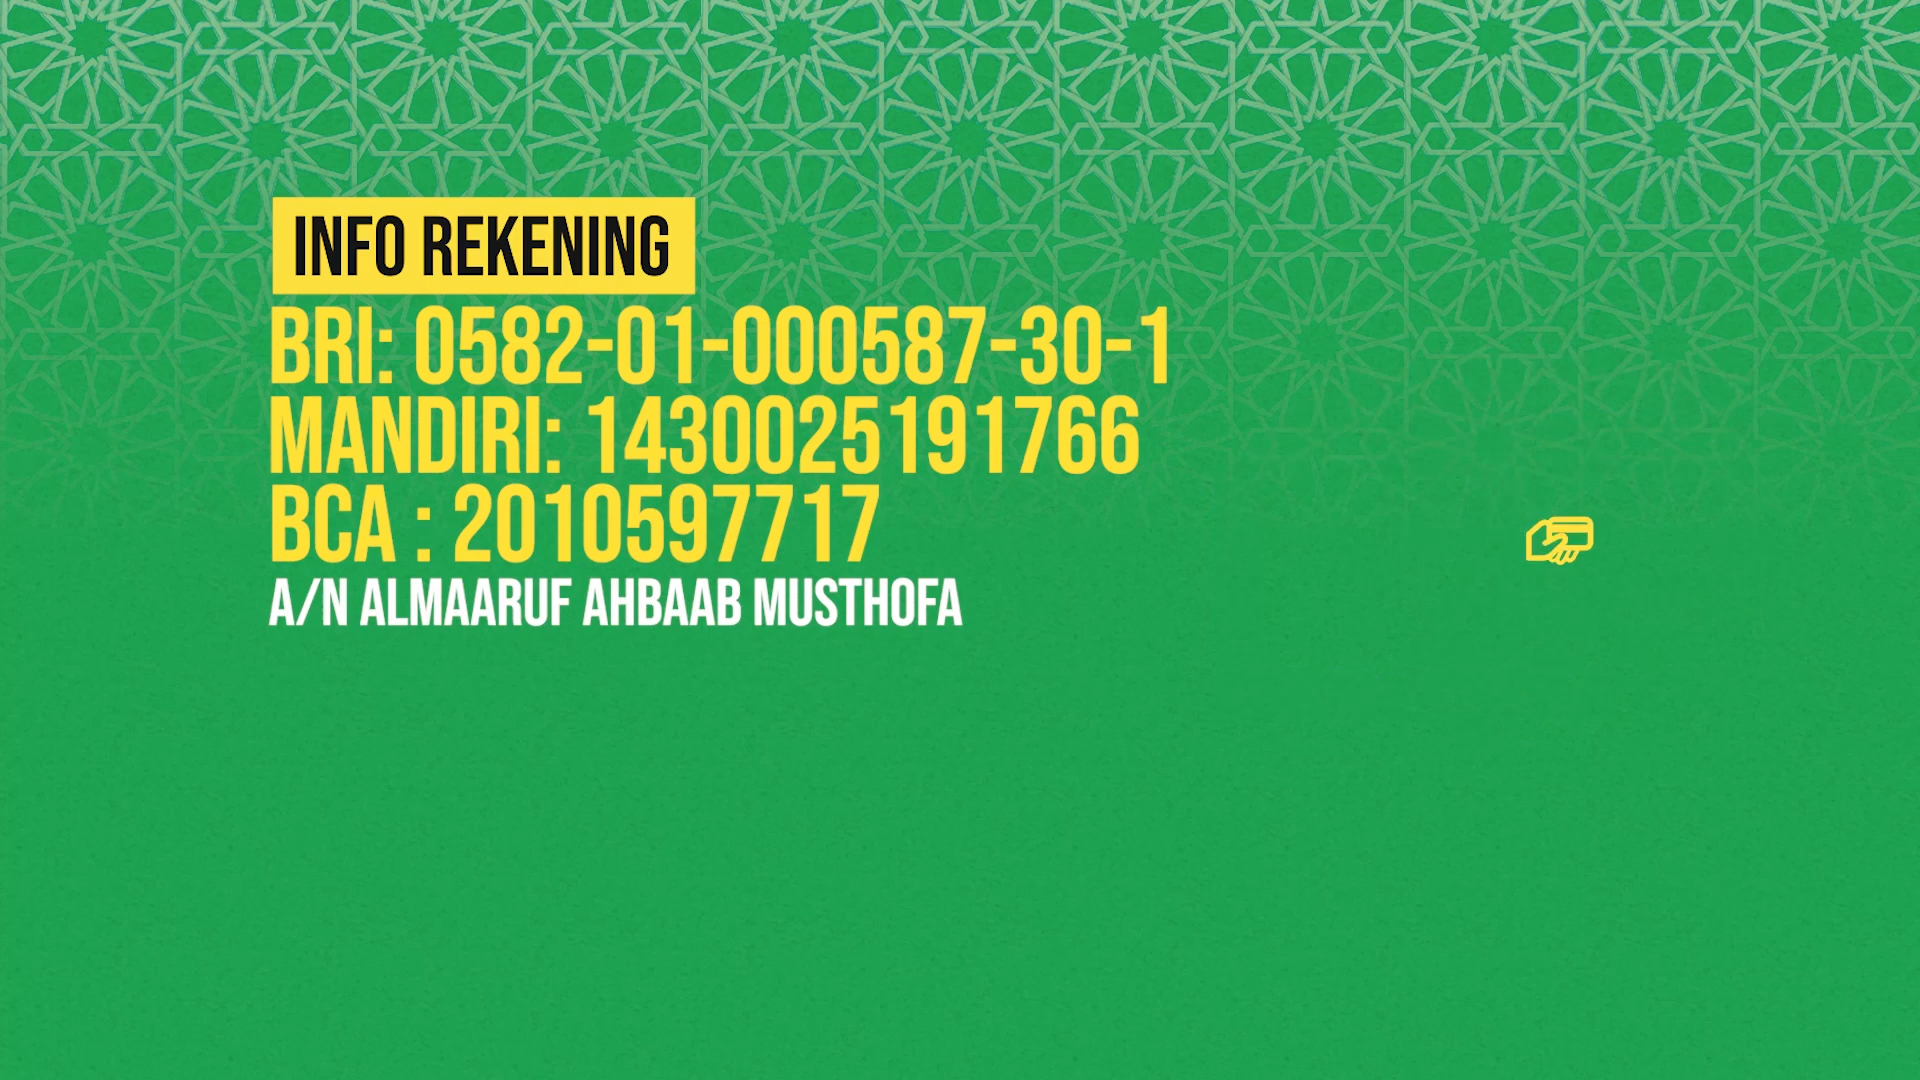 INFO REKENING
BRI: 0582-01-000587-30-1
MANDIRI: 1430025191766
BCA : 2010597717
A/N ALMAARUF AHBAAB MUSTHOFA